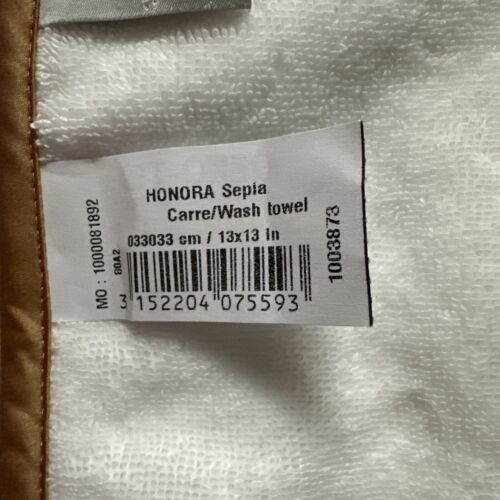 HONORA Sepia
Carre/Wash towel
033033 cm / 13x13 in
3 152204 075593
MO : 1000081892
80A2
1003873